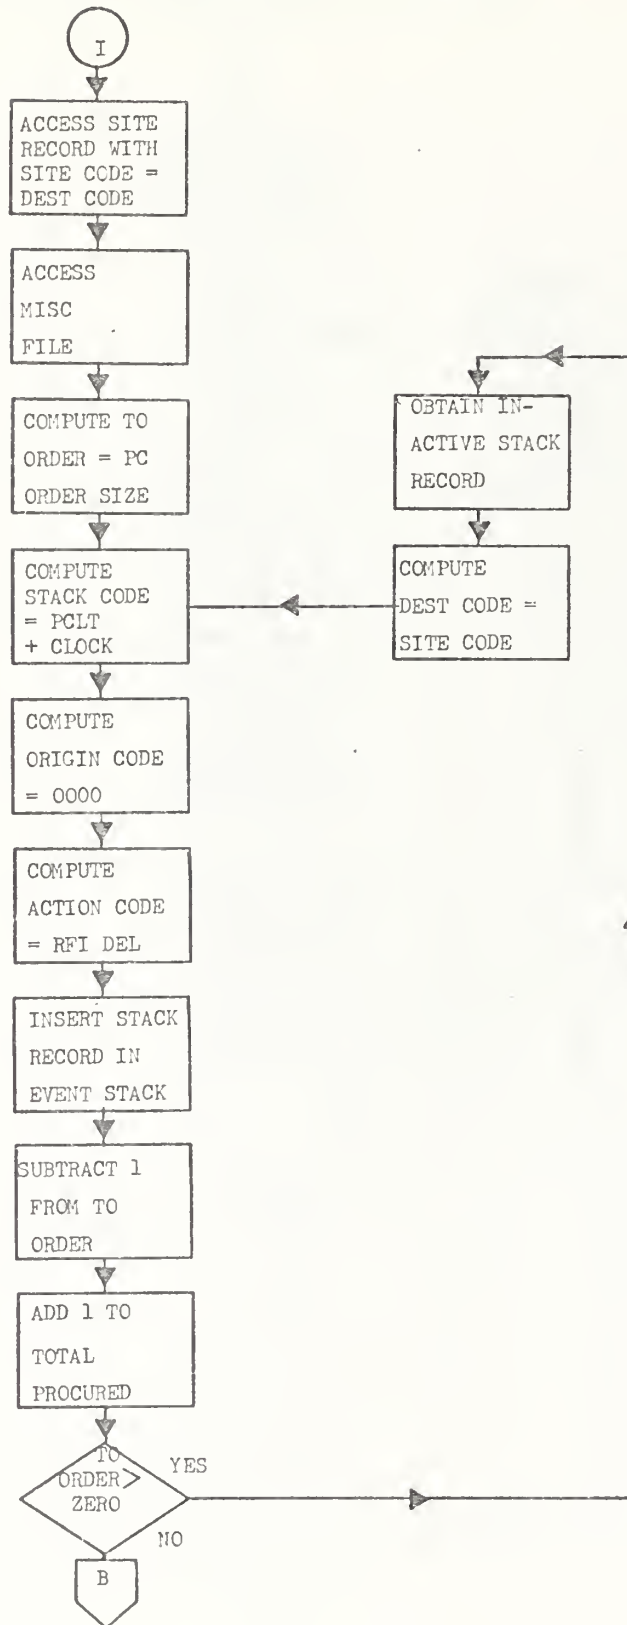 I
ACCESS SITE
RECORD WITH
SITE CODE =
DEST CODE
ACCESS
MISC
FILE
COMPUTE TO
ORDER = PC
ORDER SIZE
COMPUTE
STACK CODE
= PCLT
+ CLOCK
COMPUTE
ORIGIN CODE
= 0000
COMPUTE
ACTION CODE
= RFI DEL
INSERT STACK
RECORD IN
EVENT STACK
SUBTRACT 1
FROM TO
ORDER
ADD 1 TO
TOTAL
PROCURED
TO
ORDER >
ZERO
YES
NO
B
OBTAIN IN-
ACTIVE STACK
RECORD
COMPUTE
DEST CODE =
SITE CODE